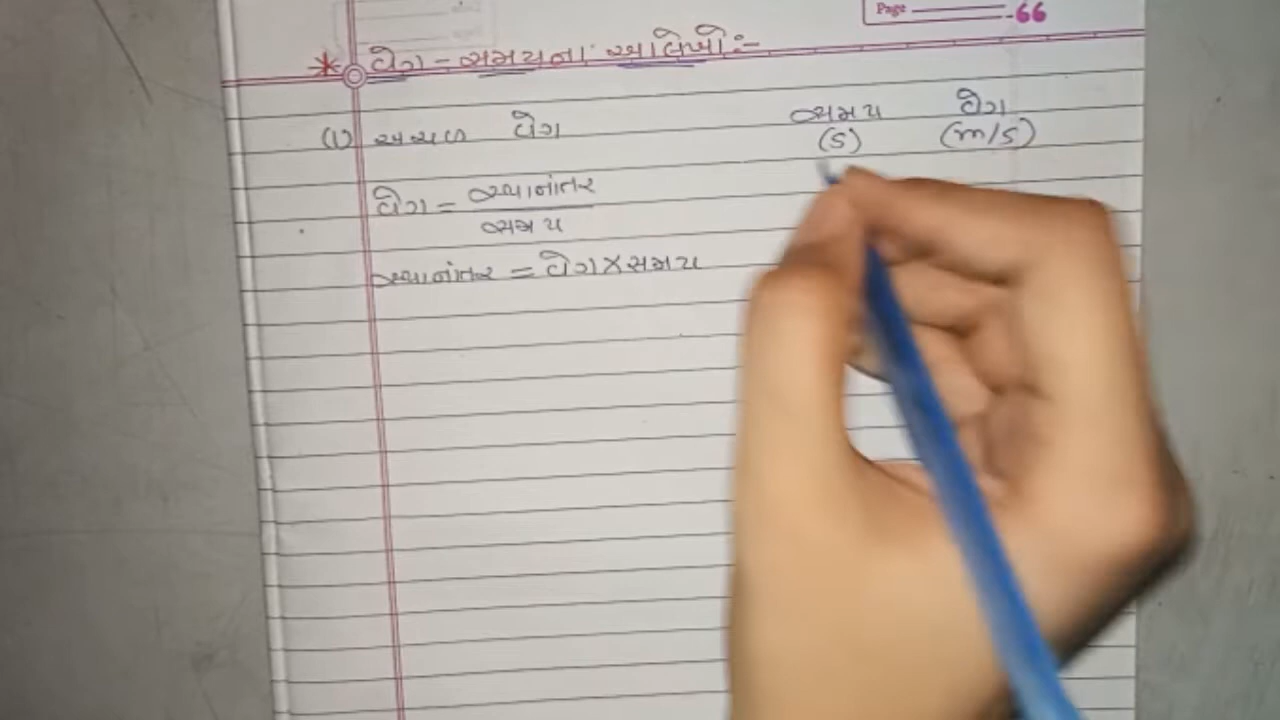 Page -66
* વેગ - સમયના આલેખો :-
(1) અચળ વેગ
સમય વેગ
(s) (m/s)
વેગ = સ્થાનાંતર
સમય
સ્થાનાંતર = વેગ × સમય